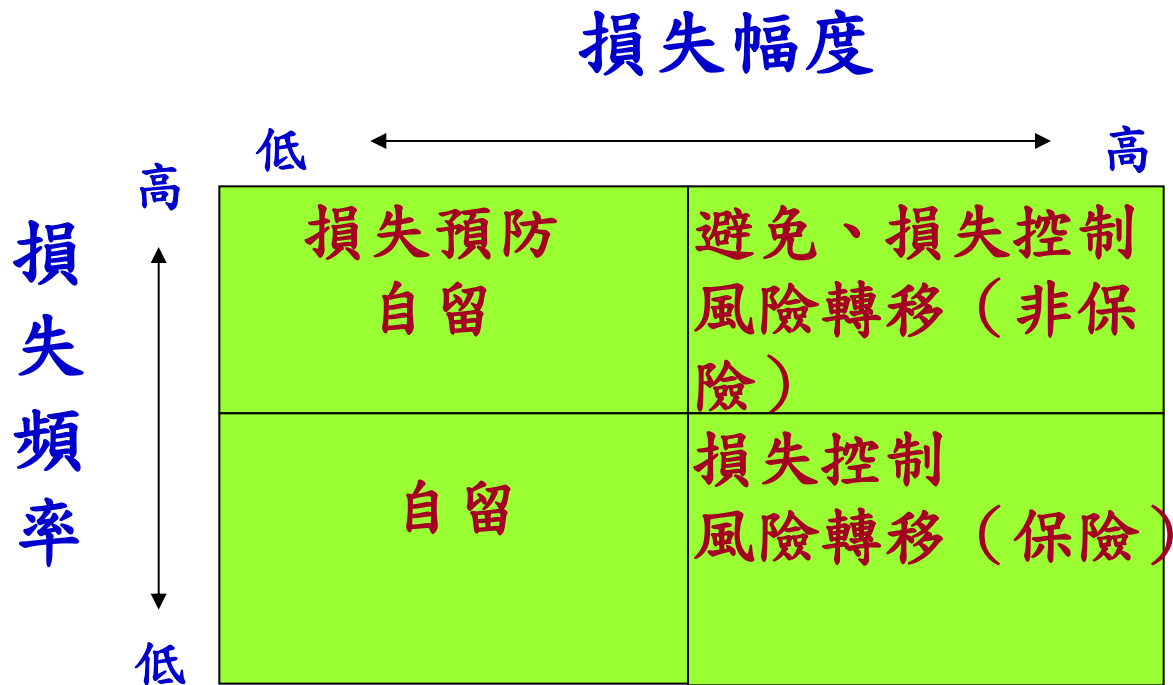 損失幅度
低
高
高
損失頻率
低
損失預防
自留
避免、損失控制
風險轉移（非保
險）
自留
損失控制
風險轉移（保險）